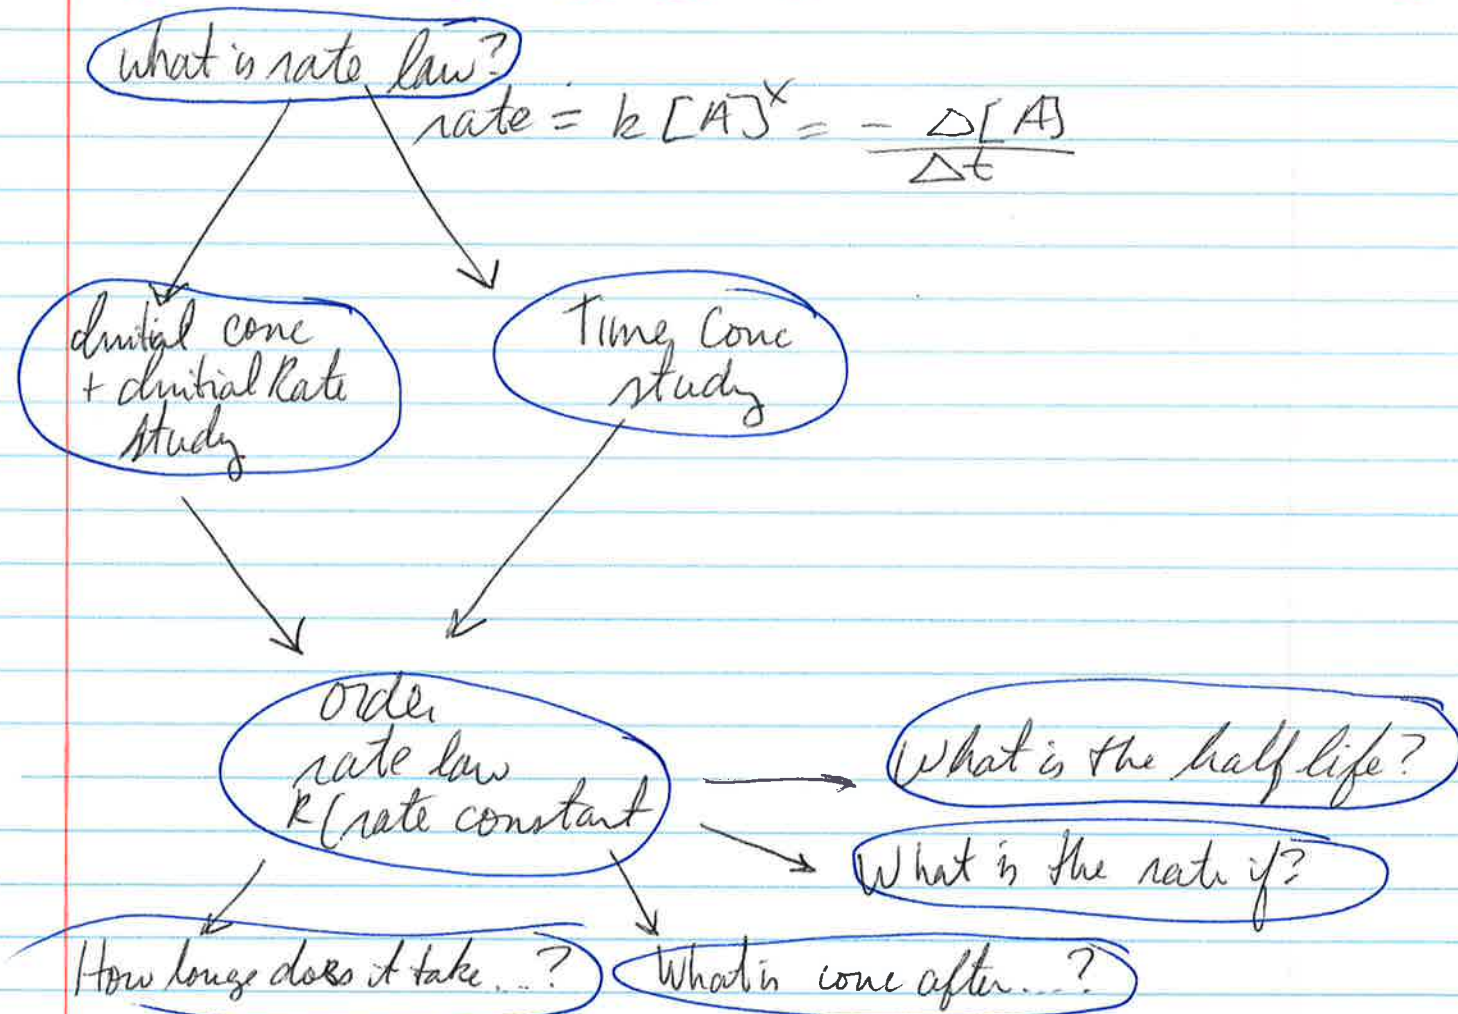 What is rate law?
rate = k [A]^x = - Δ[A]
Δt
Initial conc
+ Initial Rate
study
Time, Conc
study
order
rate law
k (rate constant
What is the half life?
What is the rate if?
How longe does it take...?
What is conc after...?